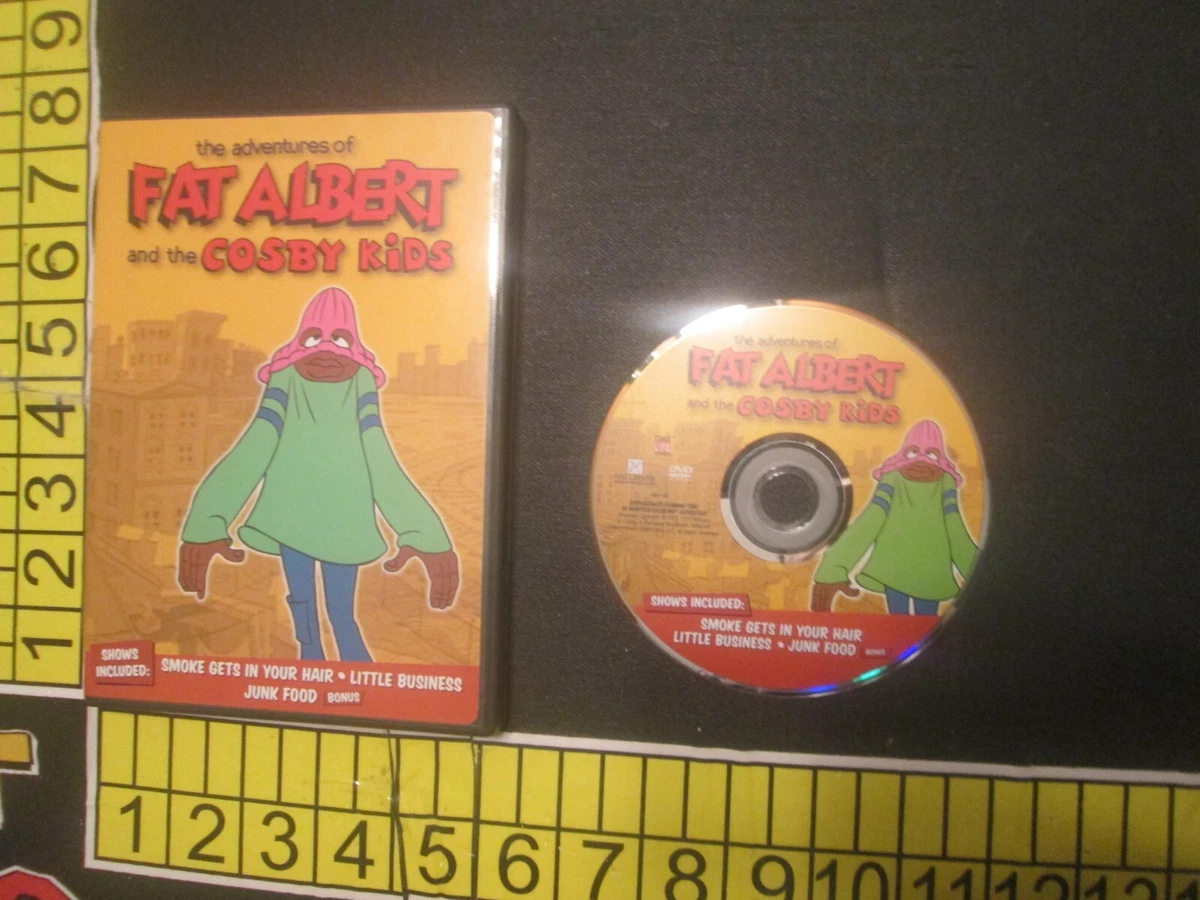 9
8
7
6
5
4
3
2
1
the adventures of
FAT ALBERT
and the COSBY KiDS
SHOWS
INCLUDED:
SMOKE GETS IN YOUR HAIR • LITTLE BUSINESS
JUNK FOOD BONUS
the adventures of
FAT ALBERT
and the COSBY KiDS
DVD
SHOWS INCLUDED:
SMOKE GETS IN YOUR HAIR
LITTLE BUSINESS • JUNK FOOD BONUS
1 2 3 4 5 6 7 8 9 10 11 12